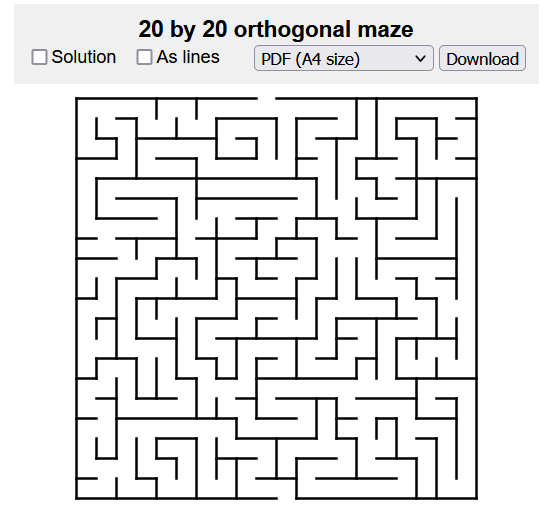 20 by 20 orthogonal maze
Solution As lines PDF (A4 size) Download